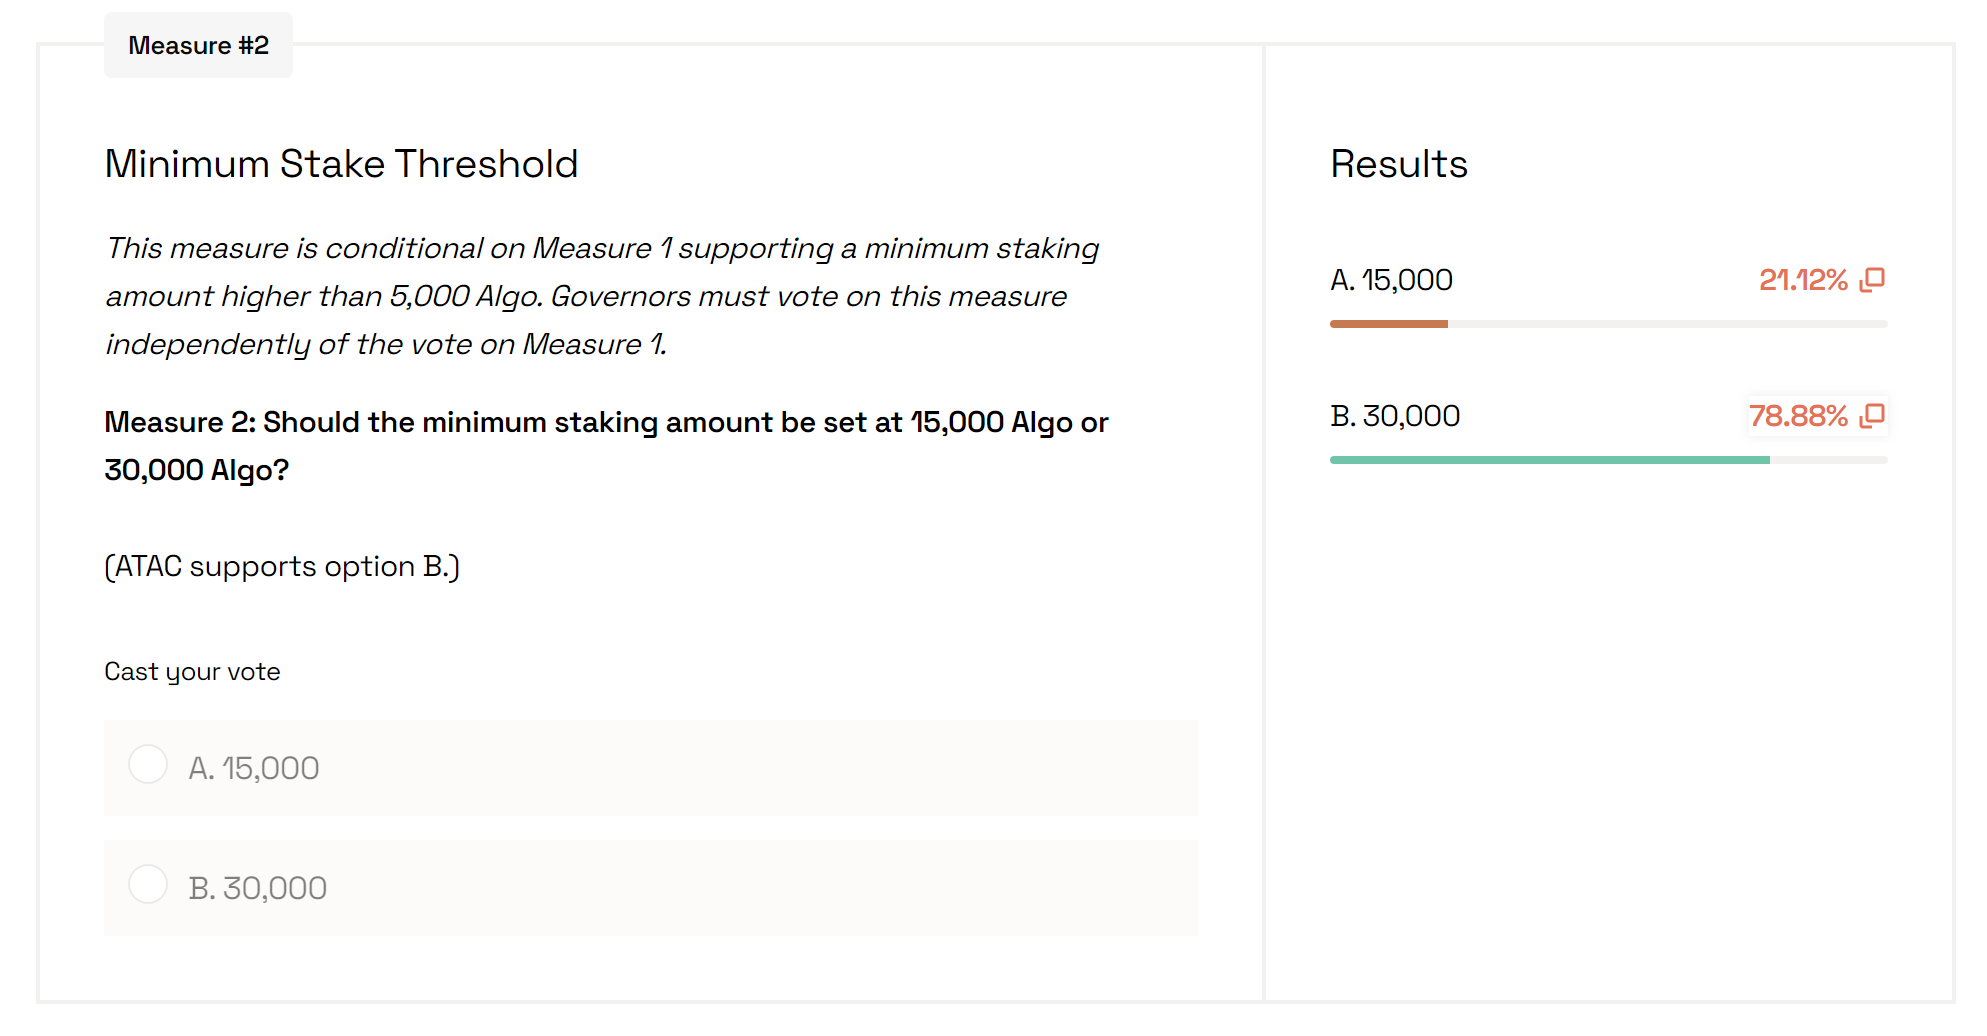 Measure #2
Minimum Stake Threshold
This measure is conditional on Measure 1 supporting a minimum staking
amount higher than 5,000 Algo. Governors must vote on this measure
independently of the vote on Measure 1.
Measure 2: Should the minimum staking amount be set at 15,000 Algo or
30,000 Algo?
(ATAC supports option B.)
Cast your vote
A. 15,000
B. 30,000
Results
A. 15,000 21.12%
B. 30,000 78.88%